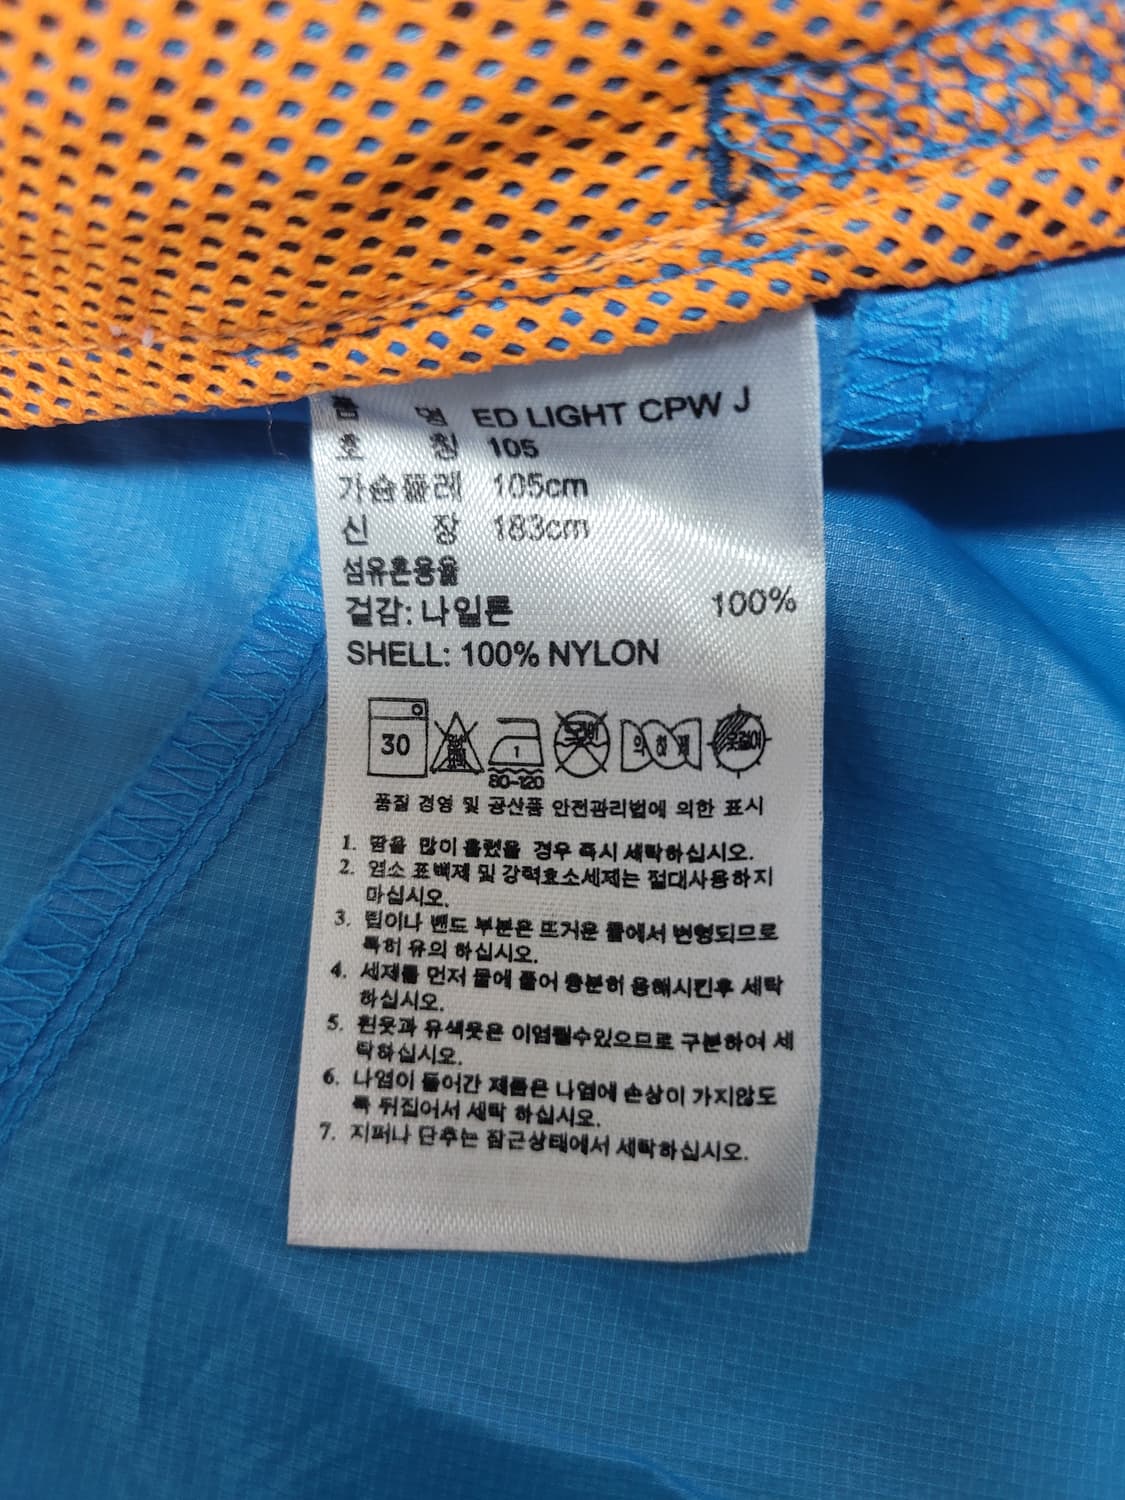 품 명 ED LIGHT CPW J
호 칭 105
가슴둘레 105cm
신 장 183cm
섬유혼용율
겉감: 나일론 100%
SHELL: 100% NYLON
30
1
80~120
드라이
의 원 제
옷걸이
품질 경영 및 공산품 안전관리법에 의한 표시
1. 땀을 많이 흘렸을 경우 즉시 세탁하십시오.
2. 염소 표백제 및 강력효소세제는 절대사용하지
마십시오.
3. 립이나 밴드 부분은 뜨거운 물에서 변형되므로
특히 유의 하십시오.
4. 세제를 먼저 물에 풀어 충분히 용해시킨후 세탁
하십시오.
5. 흰옷과 유색옷은 이염될수있으므로 구분하여 세
탁하십시오.
6. 나염이 들어간 제품은 나염에 손상이 가지않도
록 뒤집어서 세탁 하십시오.
7. 지퍼나 단추는 잠근상태에서 세탁하십시오.